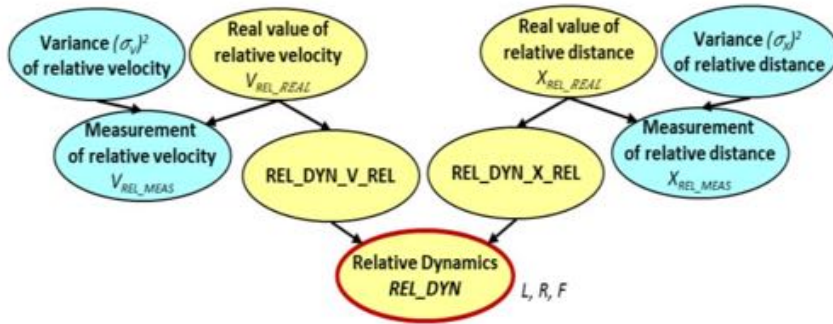 Variance (σV)²
of relative velocity
Real value of
relative velocity
VREL_REAL
Real value of
relative distance
XREL_REAL
Variance (σX)²
of relative distance
Measurement
of relative velocity
VREL_MEAS
REL_DYN_V_REL
REL_DYN_X_REL
Measurement
of relative distance
XREL_MEAS
Relative Dynamics
REL_DYN
L, R, F